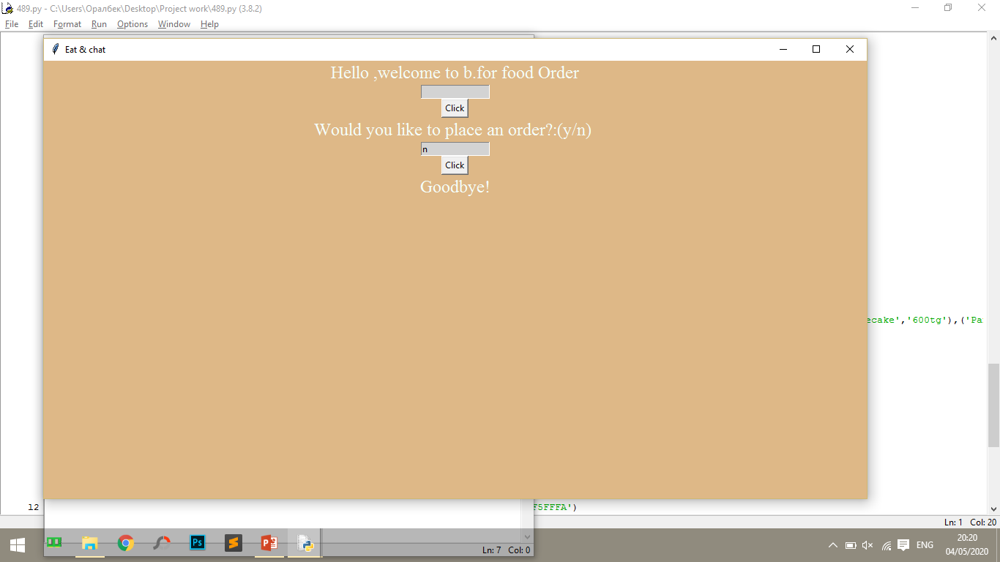 489.py - C:\Users\Оралбек\Desktop\Project work\489.py (3.8.2)
File Edit Format Run Options Window Help
Eat & chat
Hello ,welcome to b.for food Order
Click
Would you like to place an order?:(y/n)
n
Click
Goodbye!
ecake','600tg'),('Pa
l2
F5FFFA')
Ln: 1 Col: 20
Ln: 7 Col: 0
Ps
S
P
ENG
20:20
04/05/2020